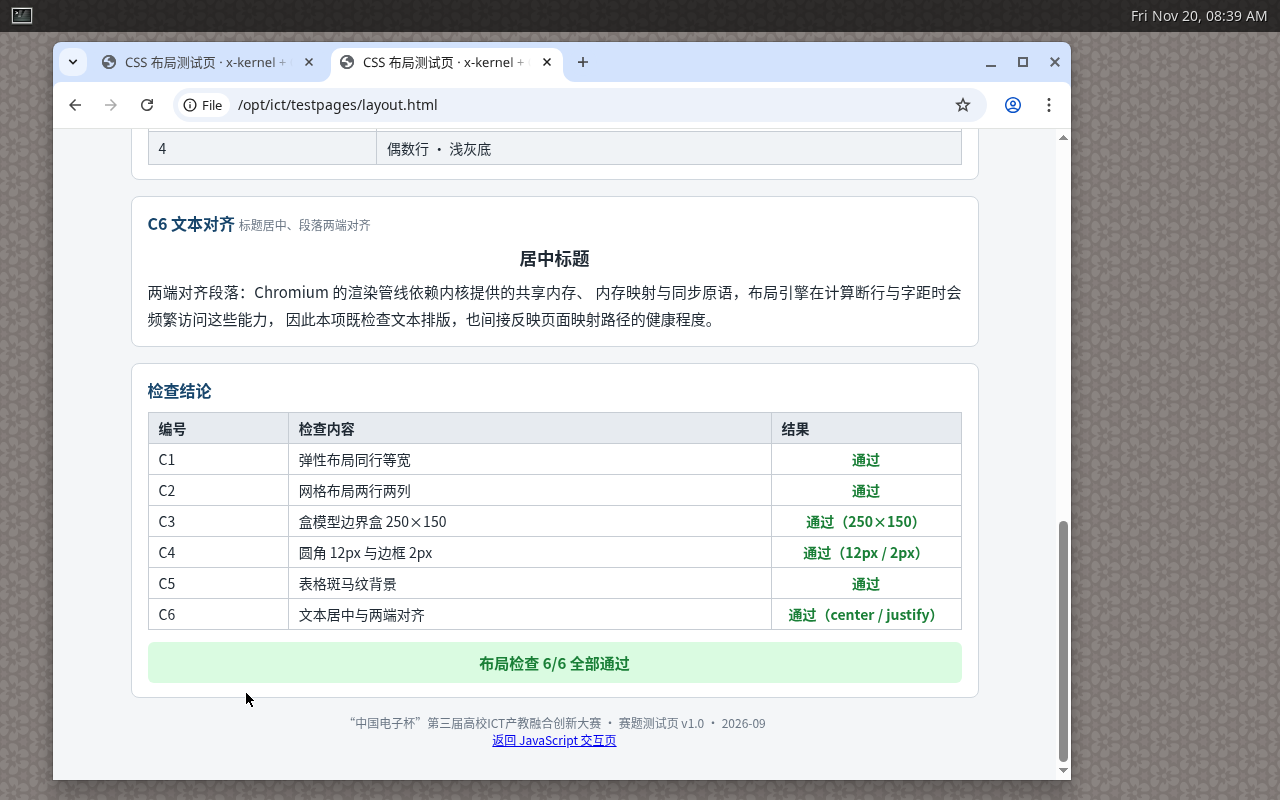 Fri Nov 20, 08:39 AM
CSS 布局测试页 · x-kernel +
CSS 布局测试页 · x-kernel +
File
/opt/ict/testpages/layout.html
4 偶数行 · 浅灰底
C6 文本对齐 标题居中、段落两端对齐
居中标题
两端对齐段落：Chromium 的渲染管线依赖内核提供的共享内存、 内存映射与同步原语，布局引擎在计算断行与字距时会
频繁访问这些能力， 因此本项既检查文本排版，也间接反映页面映射路径的健康程度。
检查结论
编号 检查内容 结果
C1 弹性布局同行等宽 通过
C2 网格布局两行两列 通过
C3 盒模型边界盒 250×150 通过（250×150）
C4 圆角 12px 与边框 2px 通过（12px / 2px）
C5 表格斑马纹背景 通过
C6 文本居中与两端对齐 通过（center / justify）
布局检查 6/6 全部通过
“中国电子杯”第三届高校ICT产教融合创新大赛 · 赛题测试页 v1.0 · 2026-09
返回 JavaScript 交互页